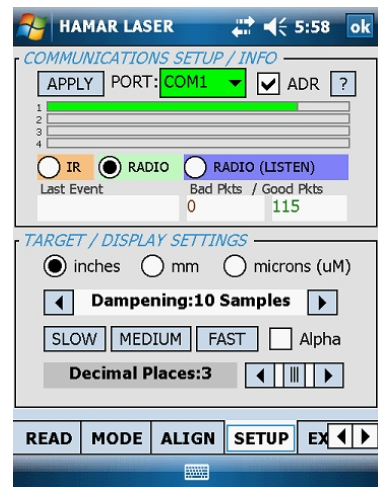 HAMAR LASER 5:58 ok
COMMUNICATIONS SETUP / INFO
APPLY PORT: COM1 ADR ?
1
2
3
4
IR RADIO RADIO (LISTEN)
Last Event Bad Pkts / Good Pkts
0 115
TARGET / DISPLAY SETTINGS
inches mm microns (uM)
Dampening:10 Samples
SLOW MEDIUM FAST Alpha
Decimal Places:3
READ MODE ALIGN SETUP EX